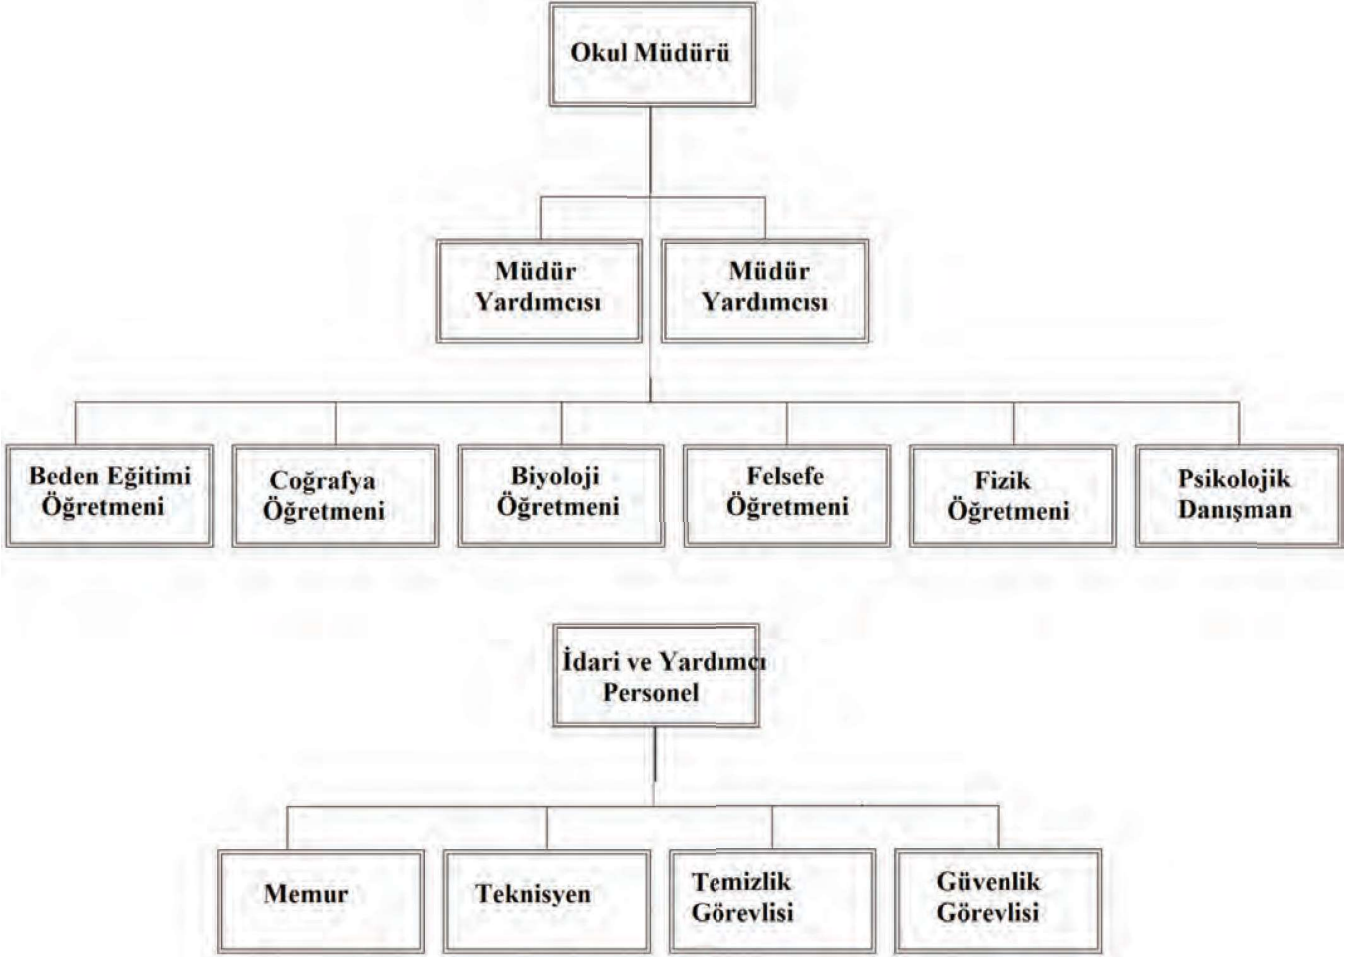 Okul Müdürü
Müdür
Yardımcısı
Müdür
Yardımcısı
Beden Eğitimi
Öğretmeni
Coğrafya
Öğretmeni
Biyoloji
Öğretmeni
Felsefe
Öğretmeni
Fizik
Öğretmeni
Psikolojik
Danışman
İdari ve Yardımcı
Personel
Memur
Teknisyen
Temizlik
Görevlisi
Güvenlik
Görevlisi